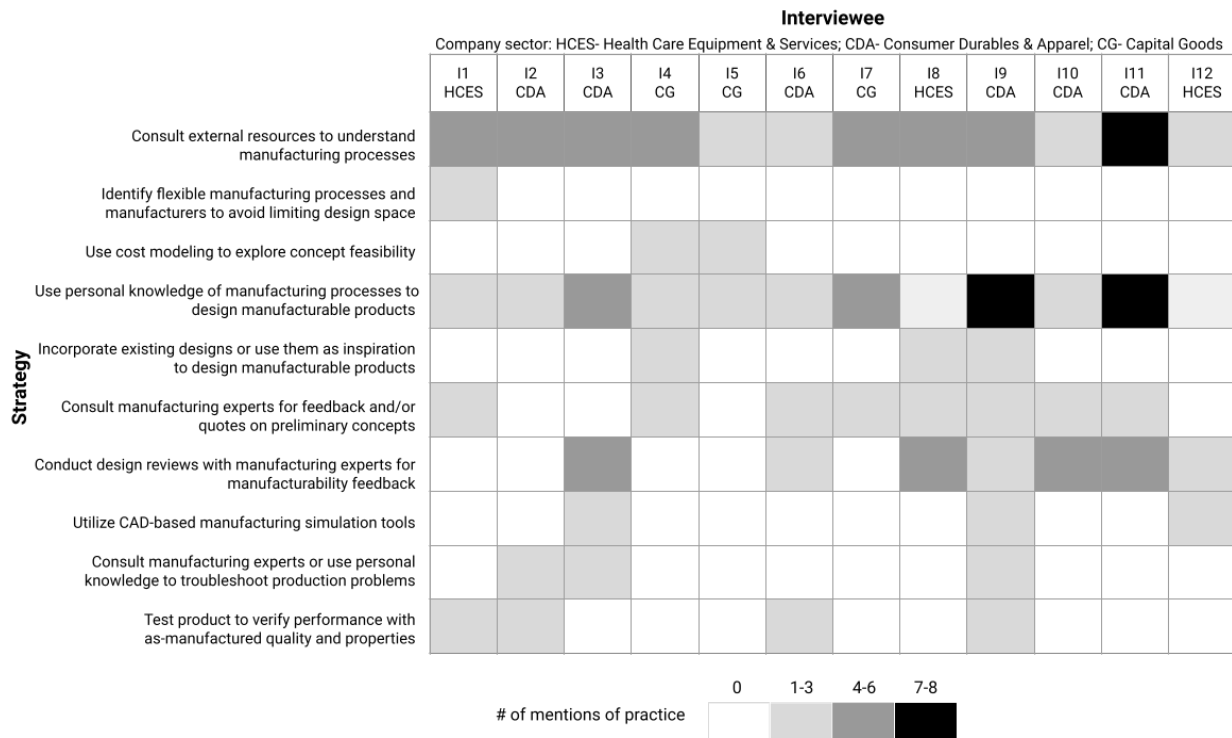 Interviewee
Company sector: HCES- Health Care Equipment & Services; CDA- Consumer Durables & Apparel; CG- Capital Goods
I1 I2 I3 I4 I5 I6 I7 I8 I9 I10 I11 I12
HCES CDA CDA CG CG CDA CG HCES CDA CDA CDA HCES
Strategy
Consult external resources to understand
manufacturing processes
Identify flexible manufacturing processes and
manufacturers to avoid limiting design space
Use cost modeling to explore concept feasibility
Use personal knowledge of manufacturing processes to
design manufacturable products
Incorporate existing designs or use them as inspiration
to design manufacturable products
Consult manufacturing experts for feedback and/or
quotes on preliminary concepts
Conduct design reviews with manufacturing experts for
manufacturability feedback
Utilize CAD-based manufacturing simulation tools
Consult manufacturing experts or use personal
knowledge to troubleshoot production problems
Test product to verify performance with
as-manufactured quality and properties
0 1-3 4-6 7-8
# of mentions of practice